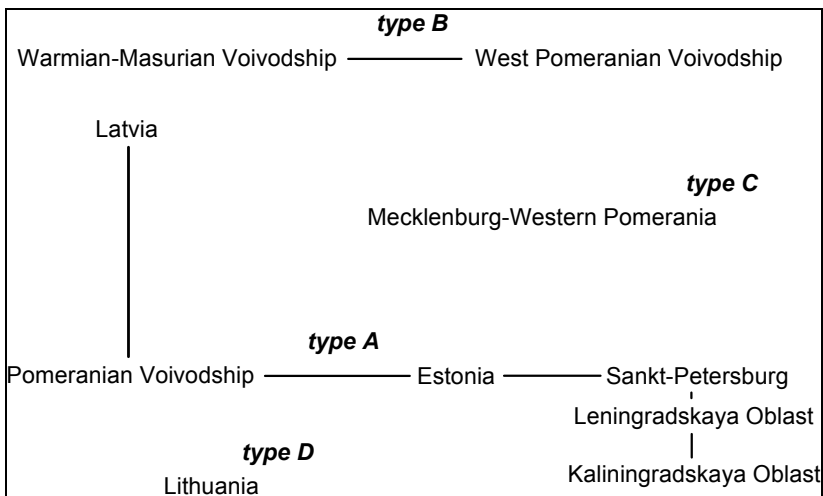 type B
Warmian-Masurian Voivodship West Pomeranian Voivodship
Latvia
type C
Mecklenburg-Western Pomerania
type A
Pomeranian Voivodship Estonia Sankt-Petersburg
Leningradskaya Oblast
type D
Kaliningradskaya Oblast
Lithuania